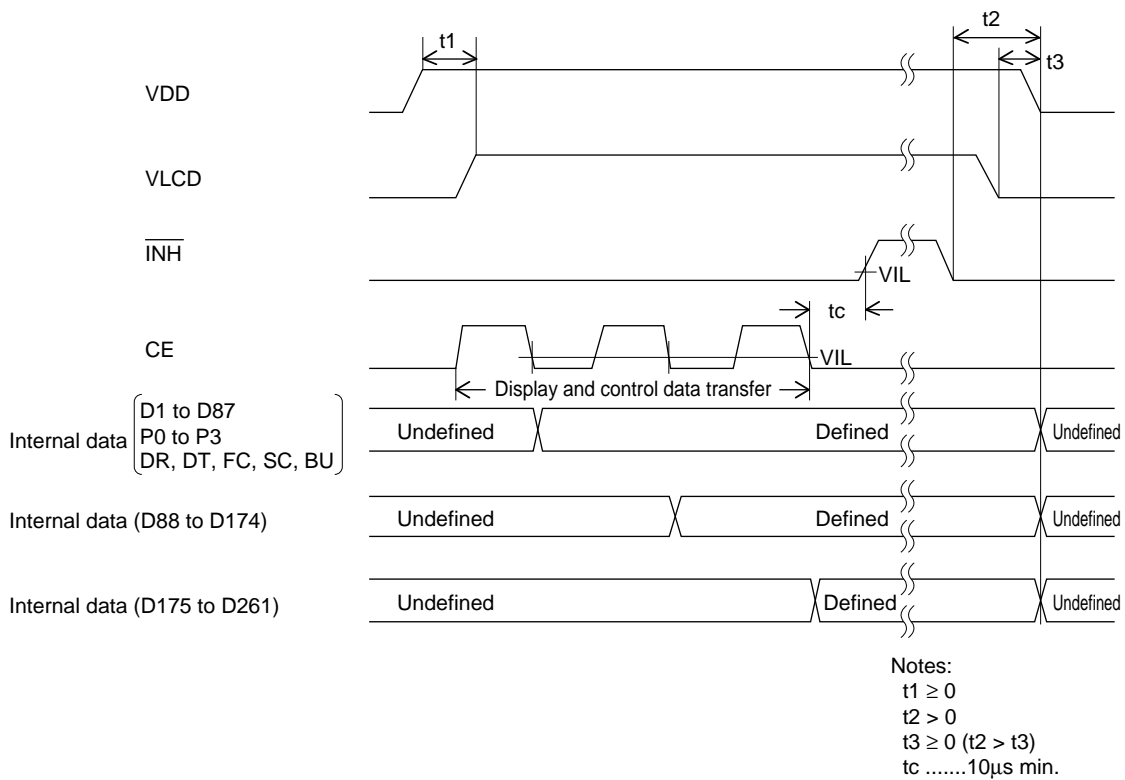 t1
t2
t3
VDD
VLCD
INH
VIL
tc
CE
VIL
Display and control data transfer
Internal data
D1 to D87
P0 to P3
DR, DT, FC, SC, BU
Undefined
Defined
Undefined
Internal data (D88 to D174)
Undefined
Defined
Undefined
Internal data (D175 to D261)
Undefined
Defined
Undefined
Notes:
t1 ≥ 0
t2 > 0
t3 ≥ 0 (t2 > t3)
tc .......10μs min.